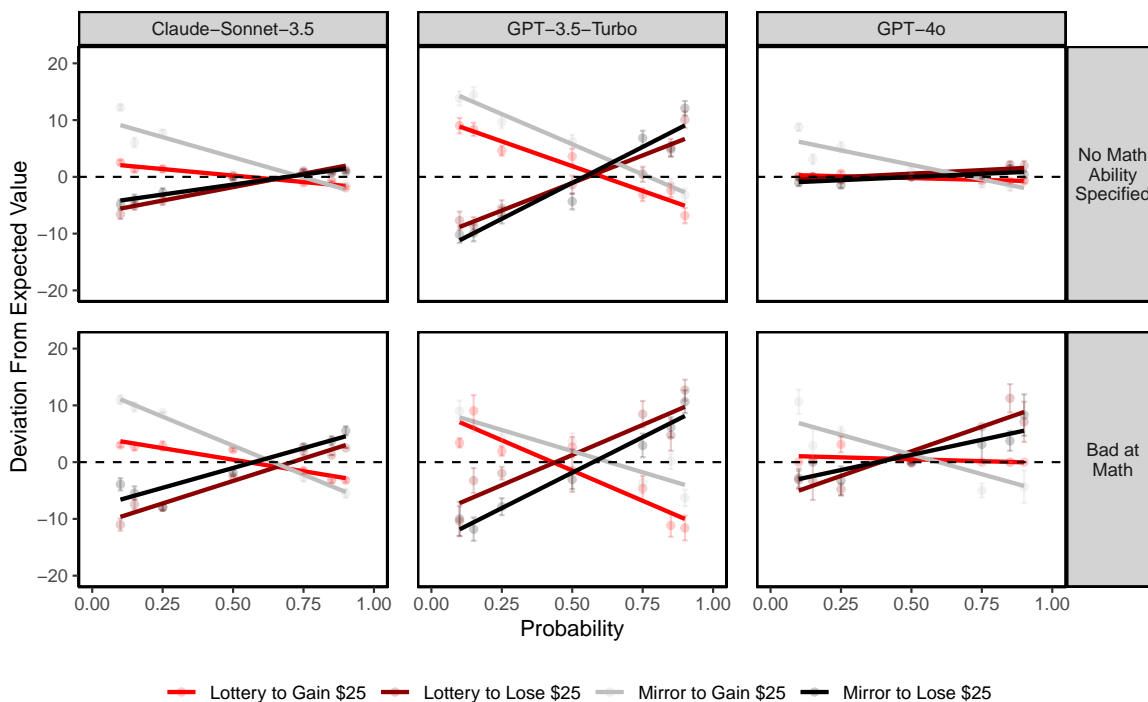 Claude−Sonnet−3.5
GPT−3.5−Turbo
GPT−4o
20
10
0
−10
−20
No Math
Ability
Specified
20
10
0
−10
−20
Bad at
Math
Deviation From Expected Value
0.00 0.25 0.50 0.75 1.00
0.00 0.25 0.50 0.75 1.00
0.00 0.25 0.50 0.75 1.00
Probability
Lottery to Gain $25 Lottery to Lose $25 Mirror to Gain $25 Mirror to Lose $25